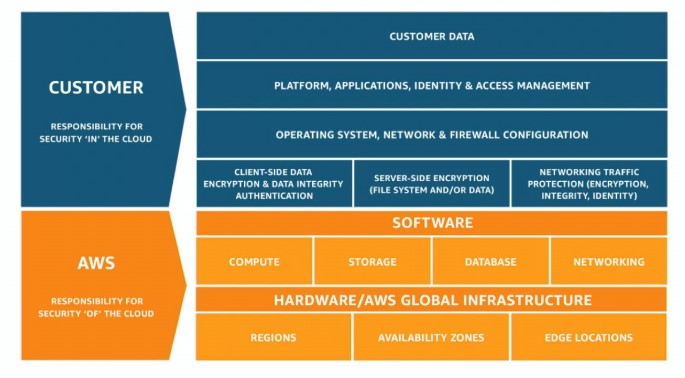 CUSTOMER
RESPONSIBILITY FOR
SECURITY 'IN' THE CLOUD
CUSTOMER DATA
PLATFORM, APPLICATIONS, IDENTITY & ACCESS MANAGEMENT
OPERATING SYSTEM, NETWORK & FIREWALL CONFIGURATION
CLIENT-SIDE DATA
ENCRYPTION & DATA INTEGRITY
AUTHENTICATION
SERVER-SIDE ENCRYPTION
(FILE SYSTEM AND/OR DATA)
NETWORKING TRAFFIC
PROTECTION (ENCRYPTION,
INTEGRITY, IDENTITY)
AWS
RESPONSIBILITY FOR
SECURITY 'OF' THE CLOUD
SOFTWARE
COMPUTE
STORAGE
DATABASE
NETWORKING
HARDWARE/AWS GLOBAL INFRASTRUCTURE
REGIONS
AVAILABILITY ZONES
EDGE LOCATIONS